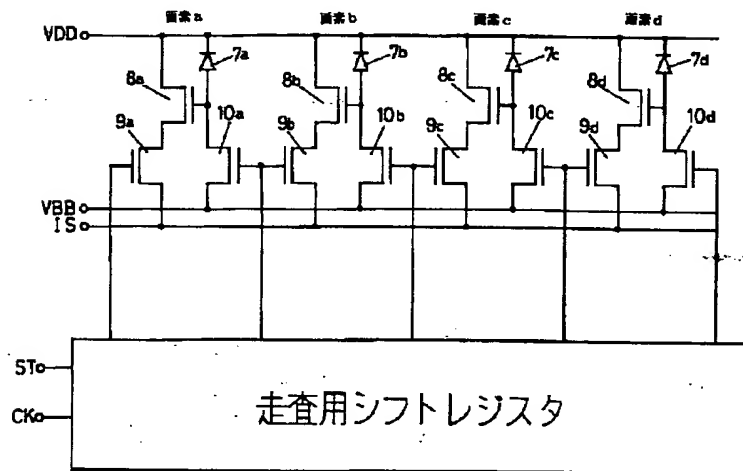 画素a 画素b 画素c 画素d
VDD
7a 7b 7c 7d
8a 8b 8c 8d
9a 10a 9b 10b 9c 10c 9d 10d
VBB
IS
ST
CK
走査用シフトレジスタ